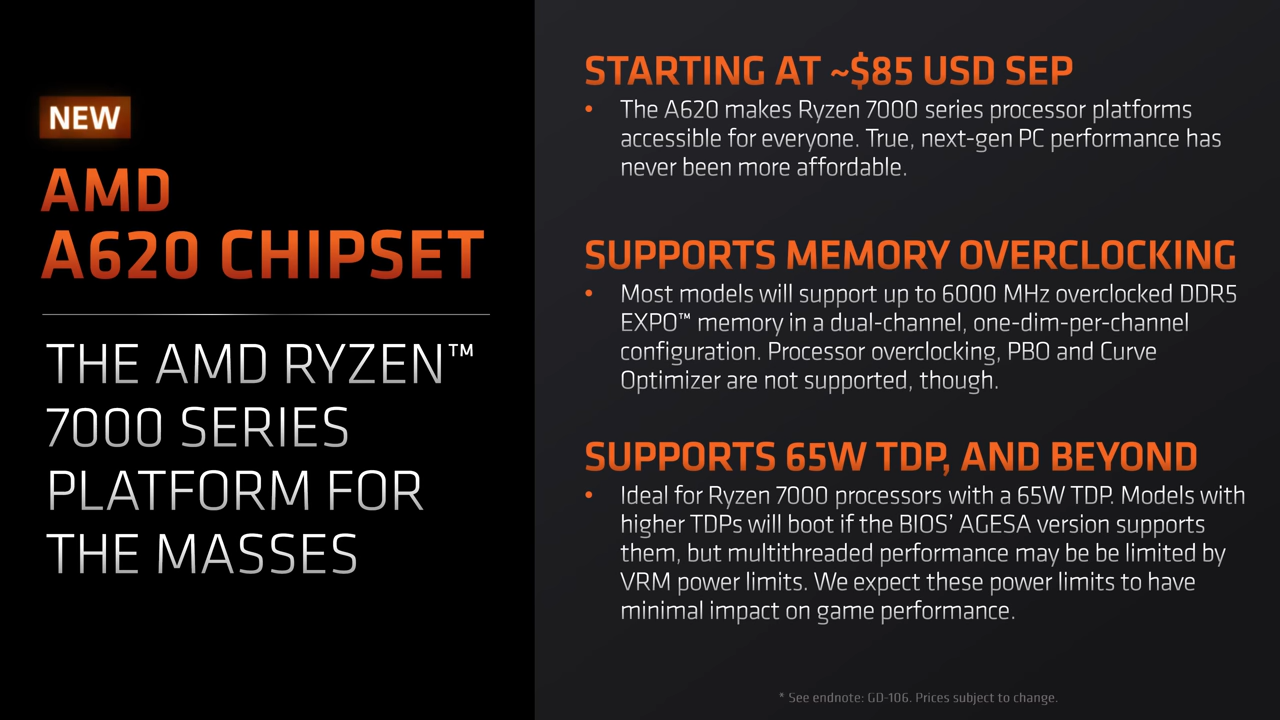 NEW
AMD
A620 CHIPSET
THE AMD RYZEN™
7000 SERIES
PLATFORM FOR
THE MASSES
STARTING AT ~$85 USD SEP
• The A620 makes Ryzen 7000 series processor platforms
accessible for everyone. True, next-gen PC performance has
never been more affordable.
SUPPORTS MEMORY OVERCLOCKING
• Most models will support up to 6000 MHz overclocked DDR5
EXPO™ memory in a dual-channel, one-dim-per-channel
configuration. Processor overclocking, PBO and Curve
Optimizer are not supported, though.
SUPPORTS 65W TDP, AND BEYOND
• Ideal for Ryzen 7000 processors with a 65W TDP. Models with
higher TDPs will boot if the BIOS’ AGESA version supports
them, but multithreaded performance may be be limited by
VRM power limits. We expect these power limits to have
minimal impact on game performance.
* See endnote: GD-106. Prices subject to change.